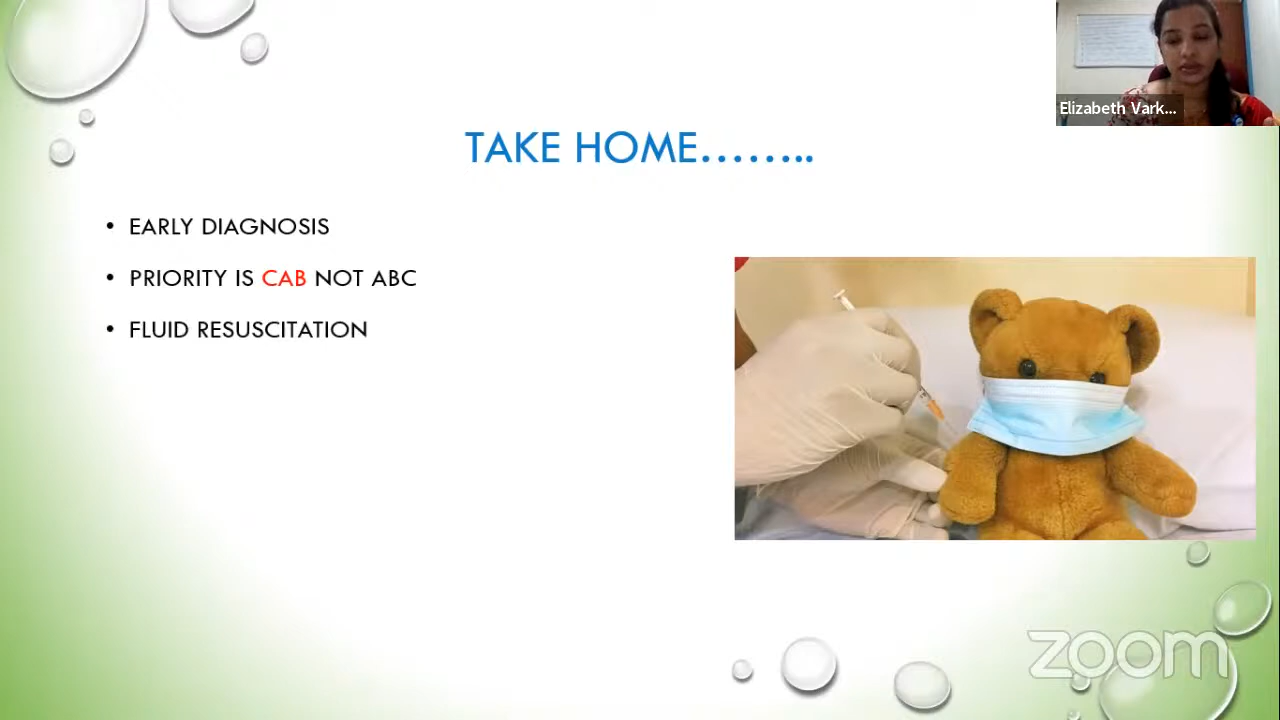 Elizabeth Vark...
TAKE HOME……..
• EARLY DIAGNOSIS
• PRIORITY IS CAB NOT ABC
• FLUID RESUSCITATION
zoom